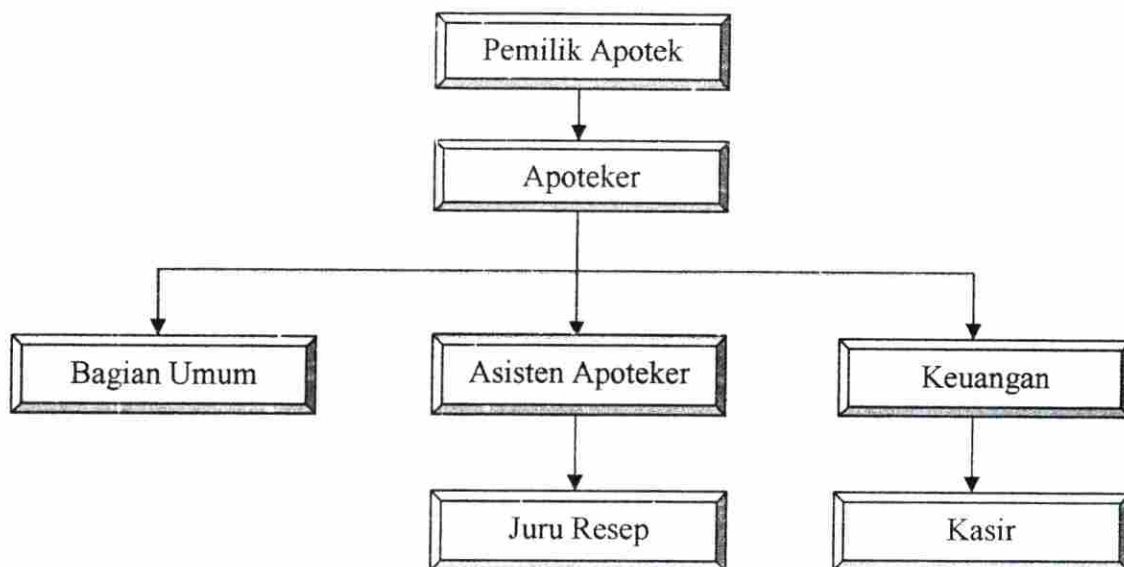 Pemilik Apotek
Apoteker
Bagian Umum
Asisten Apoteker
Keuangan
Juru Resep
Kasir